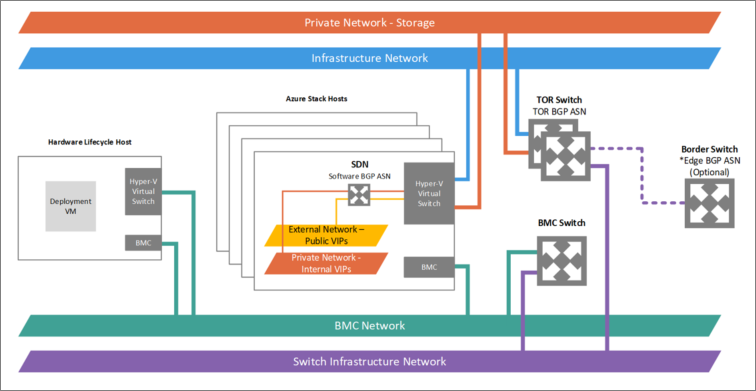 Private Network - Storage
Infrastructure Network
Azure Stack Hosts
TOR Switch
TOR BGP ASN
Hardware Lifecycle Host
Border Switch
*Edge BGP ASN
(Optional)
SDN
Software BGP ASN
Hyper-V
Virtual
Switch
Deployment
VM
Hyper-V
Virtual
Switch
External Network –
Public VIPs
BMC Switch
BMC
Private Network -
Internal VIPs
BMC
BMC Network
Switch Infrastructure Network